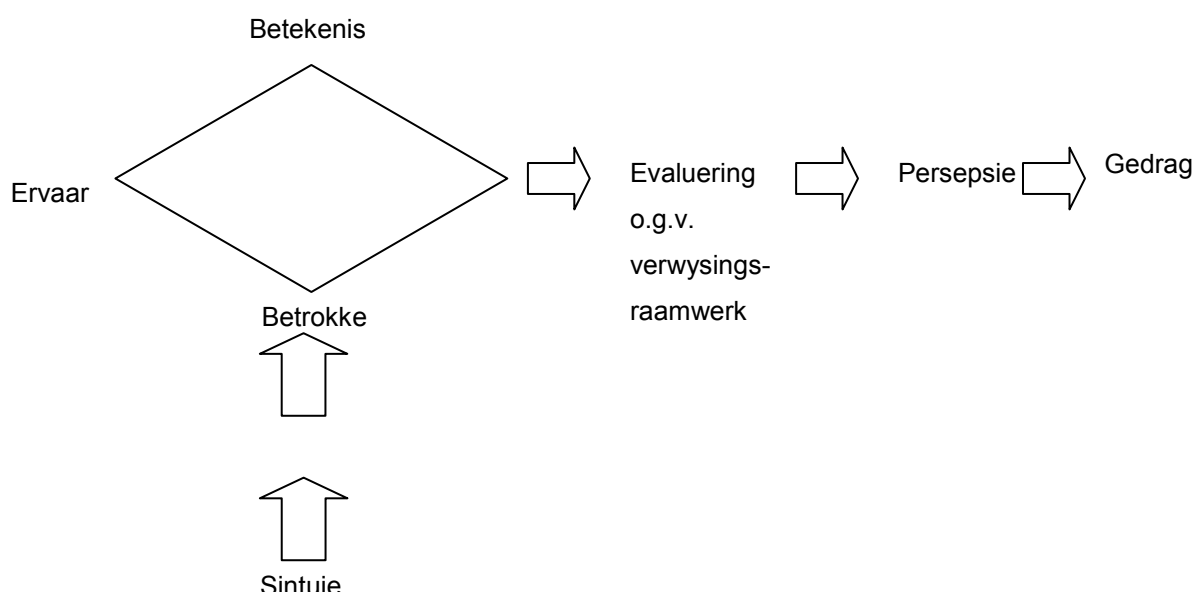 Betekenis
Ervaar
Evaluering
o.g.v.
verwysings-
raamwerk
Persepsie
Gedrag
Betrokke
Sintuie